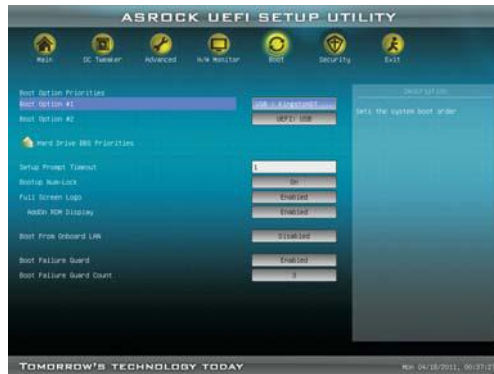 ASROCK UEFI SETUP UTILITY
Main OC Tweaker Advanced H/W Monitor Boot Security Exit
Boot Option Priorities
Boot Option #1
Boot Option #2 UEFI: USB
Hard Drive BBS Priorities
Setup Prompt Timeout 1
Bootup Num-Lock On
Full Screen Logo Enabled
AddOn ROM Display Enabled
Boot From Onboard LAN Disabled
Boot Failure Guard Enabled
Boot Failure Guard Count
Description
Sets the system boot order
TOMORROW'S TECHNOLOGY TODAY